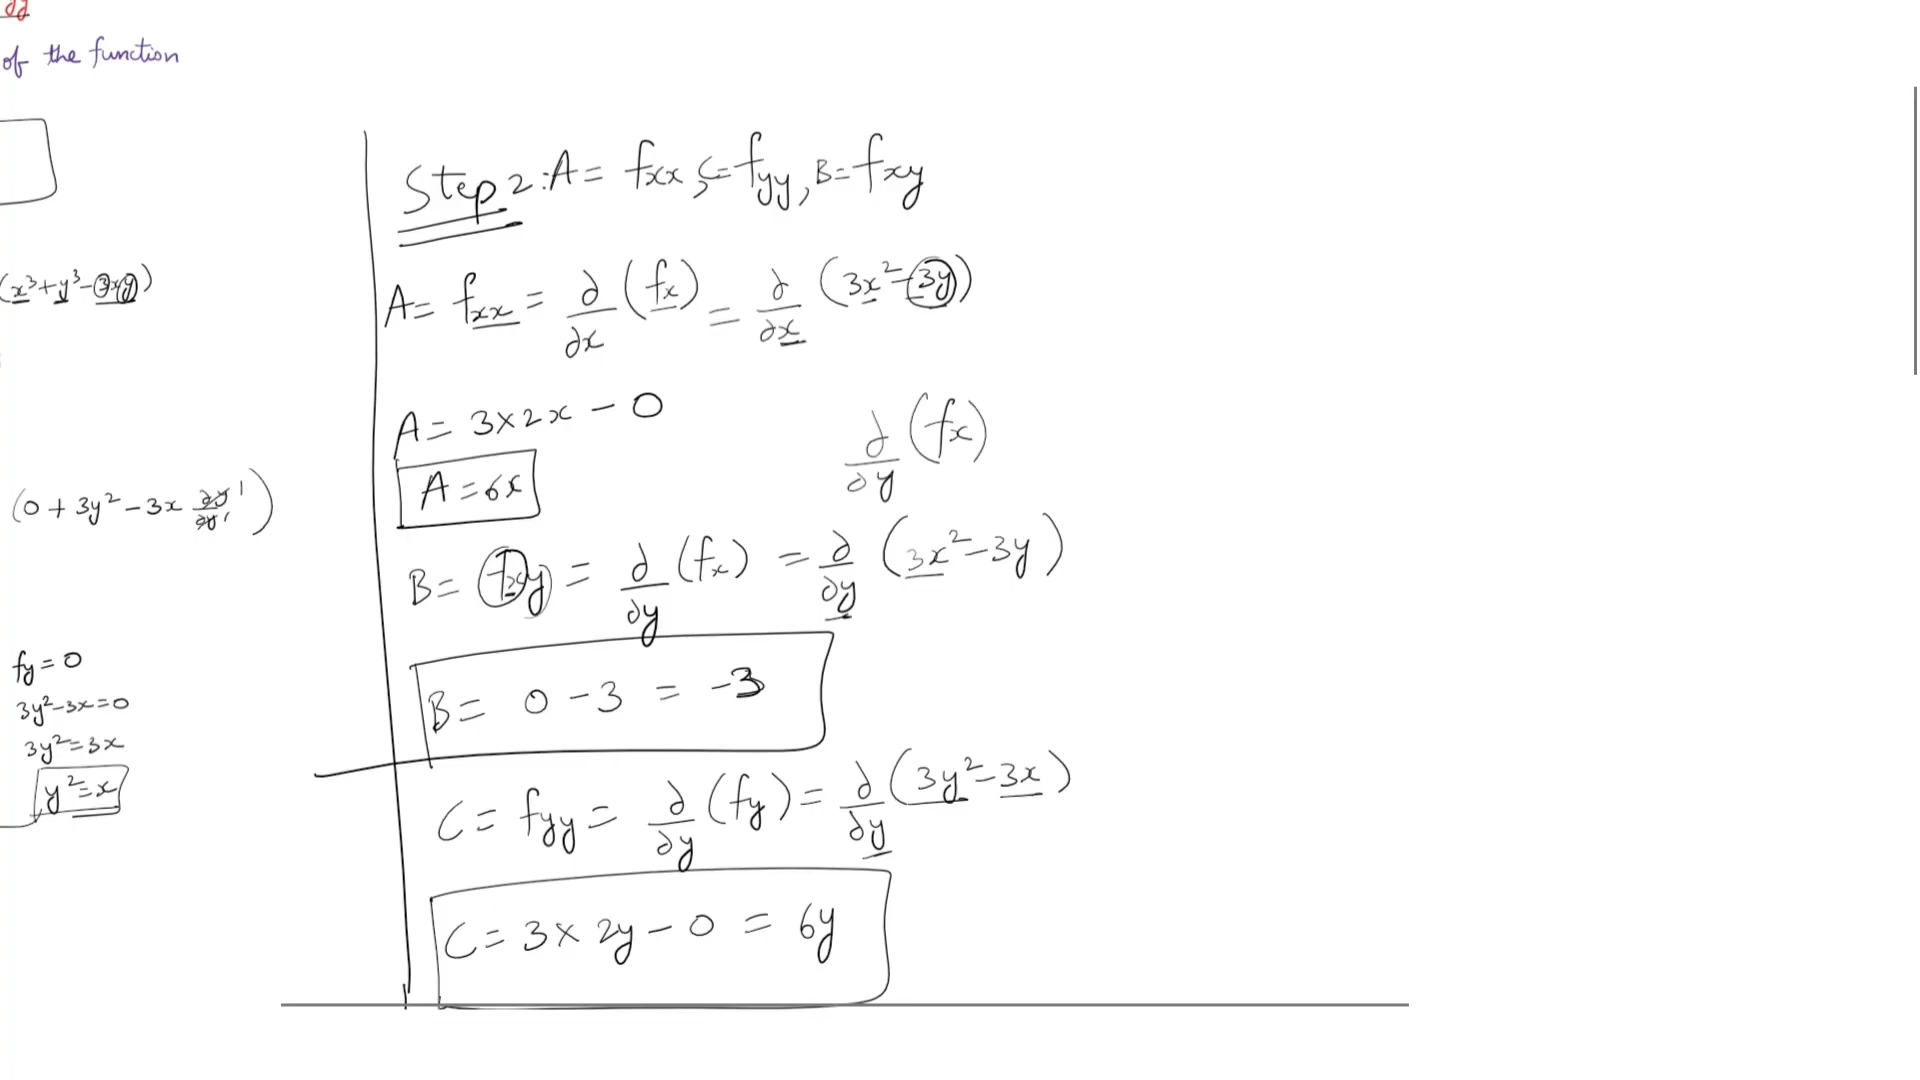 of the function
(x³+y³-3xy)
(0 + 3y² - 3x ∂y/∂y 1 1)
fy = 0
3y²-3x=0
3y²=3x
y²=x
Step 2: A = fxx, C = fyy, B = fxy
A = fxx = ∂/∂x (fx) = ∂/∂x (3x²-3y)
A = 3×2x - 0
∂/∂y (fx)
A = 6x
B = fxy = ∂/∂y (fx) = ∂/∂y (3x²-3y)
B = 0 - 3 = -3
C = fyy = ∂/∂y (fy) = ∂/∂y (3y²-3x)
C = 3 × 2y - 0 = 6y